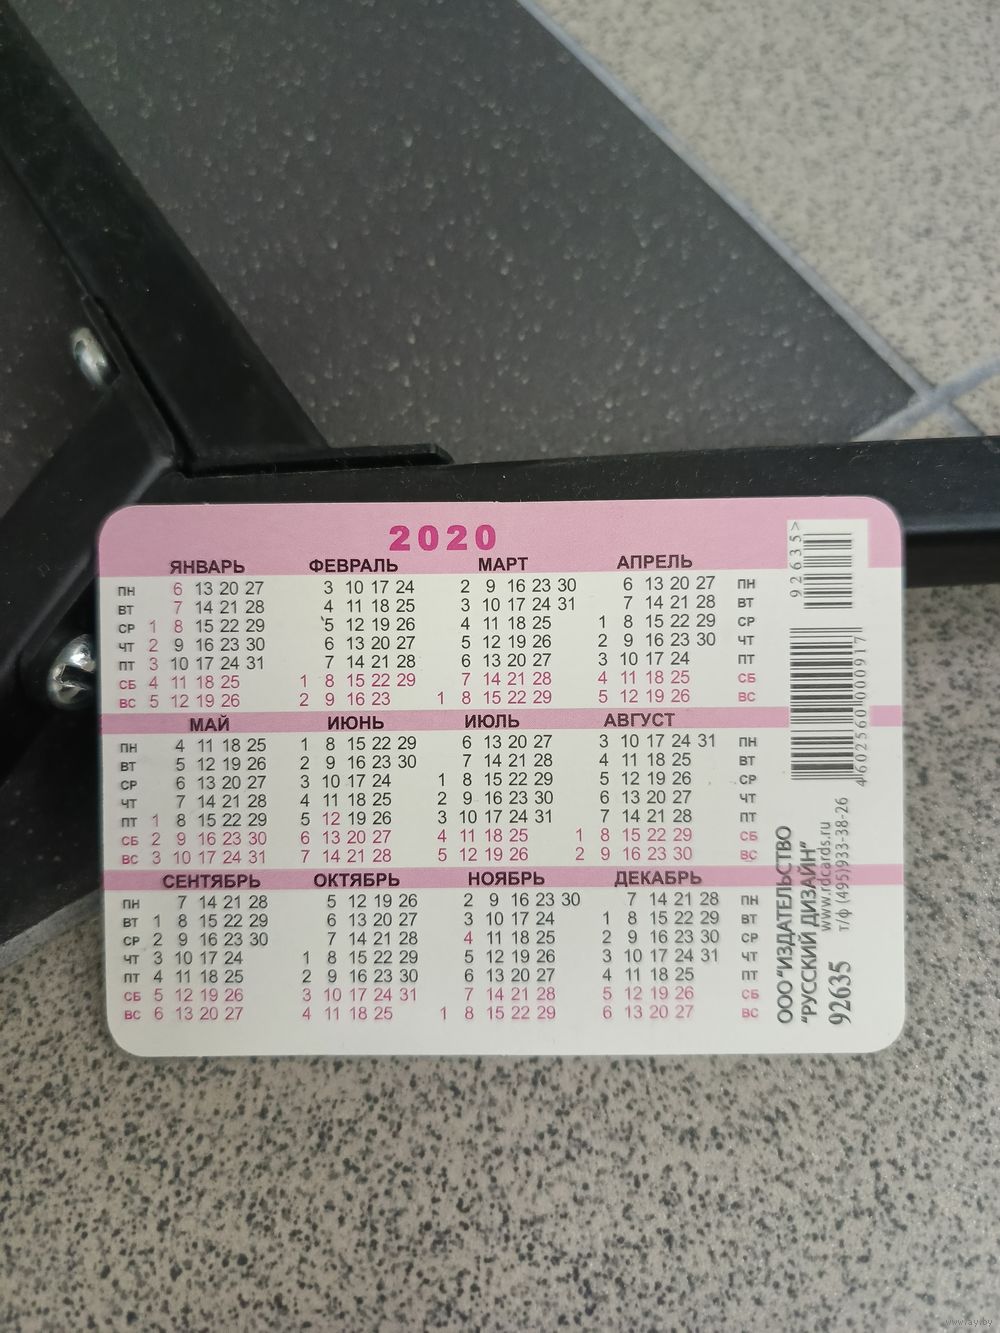 2020
ЯНВАРЬ ФЕВРАЛЬ МАРТ АПРЕЛЬ
ПН 6 13 20 27 3 10 17 24 2 9 16 23 30 6 13 20 27 ПН
ВТ 7 14 21 28 4 11 18 25 3 10 17 24 31 7 14 21 28 ВТ
СР 1 8 15 22 29 5 12 19 26 4 11 18 25 1 8 15 22 29 СР
ЧТ 2 9 16 23 30 6 13 20 27 5 12 19 26 2 9 16 23 30 ЧТ
ПТ 3 10 17 24 31 7 14 21 28 6 13 20 27 3 10 17 24 ПТ
СБ 4 11 18 25 1 8 15 22 29 7 14 21 28 4 11 18 25 СБ
ВС 5 12 19 26 2 9 16 23 1 8 15 22 29 5 12 19 26 ВС
МАЙ ИЮНЬ ИЮЛЬ АВГУСТ
ПН 4 11 18 25 1 8 15 22 29 6 13 20 27 3 10 17 24 31 ПН
ВТ 5 12 19 26 2 9 16 23 30 7 14 21 28 4 11 18 25 ВТ
СР 6 13 20 27 3 10 17 24 1 8 15 22 29 5 12 19 26 СР
ЧТ 7 14 21 28 4 11 18 25 2 9 16 23 30 6 13 20 27 ЧТ
ПТ 1 8 15 22 29 5 12 19 26 3 10 17 24 31 7 14 21 28 ПТ
СБ 2 9 16 23 30 6 13 20 27 4 11 18 25 1 8 15 22 29 СБ
ВС 3 10 17 24 31 7 14 21 28 5 12 19 26 2 9 16 23 30 ВС
СЕНТЯБРЬ ОКТЯБРЬ НОЯБРЬ ДЕКАБРЬ
ПН 7 14 21 28 5 12 19 26 2 9 16 23 30 7 14 21 28 ПН
ВТ 1 8 15 22 29 6 13 20 27 3 10 17 24 1 8 15 22 29 ВТ
СР 2 9 16 23 30 7 14 21 28 4 11 18 25 2 9 16 23 30 СР
ЧТ 3 10 17 24 1 8 15 22 29 5 12 19 26 3 10 17 24 31 ЧТ
ПТ 4 11 18 25 2 9 16 23 30 6 13 20 27 4 11 18 25 ПТ
СБ 5 12 19 26 3 10 17 24 31 7 14 21 28 5 12 19 26 СБ
ВС 6 13 20 27 4 11 18 25 1 8 15 22 29 6 13 20 27 ВС
ООО "ИЗДАТЕЛЬСТВО
"РУССКИЙ ДИЗАЙН"
www.rdcards.ru
т/ф (495)933-38-26
92635
4602560000917
92635>
www.ay.by